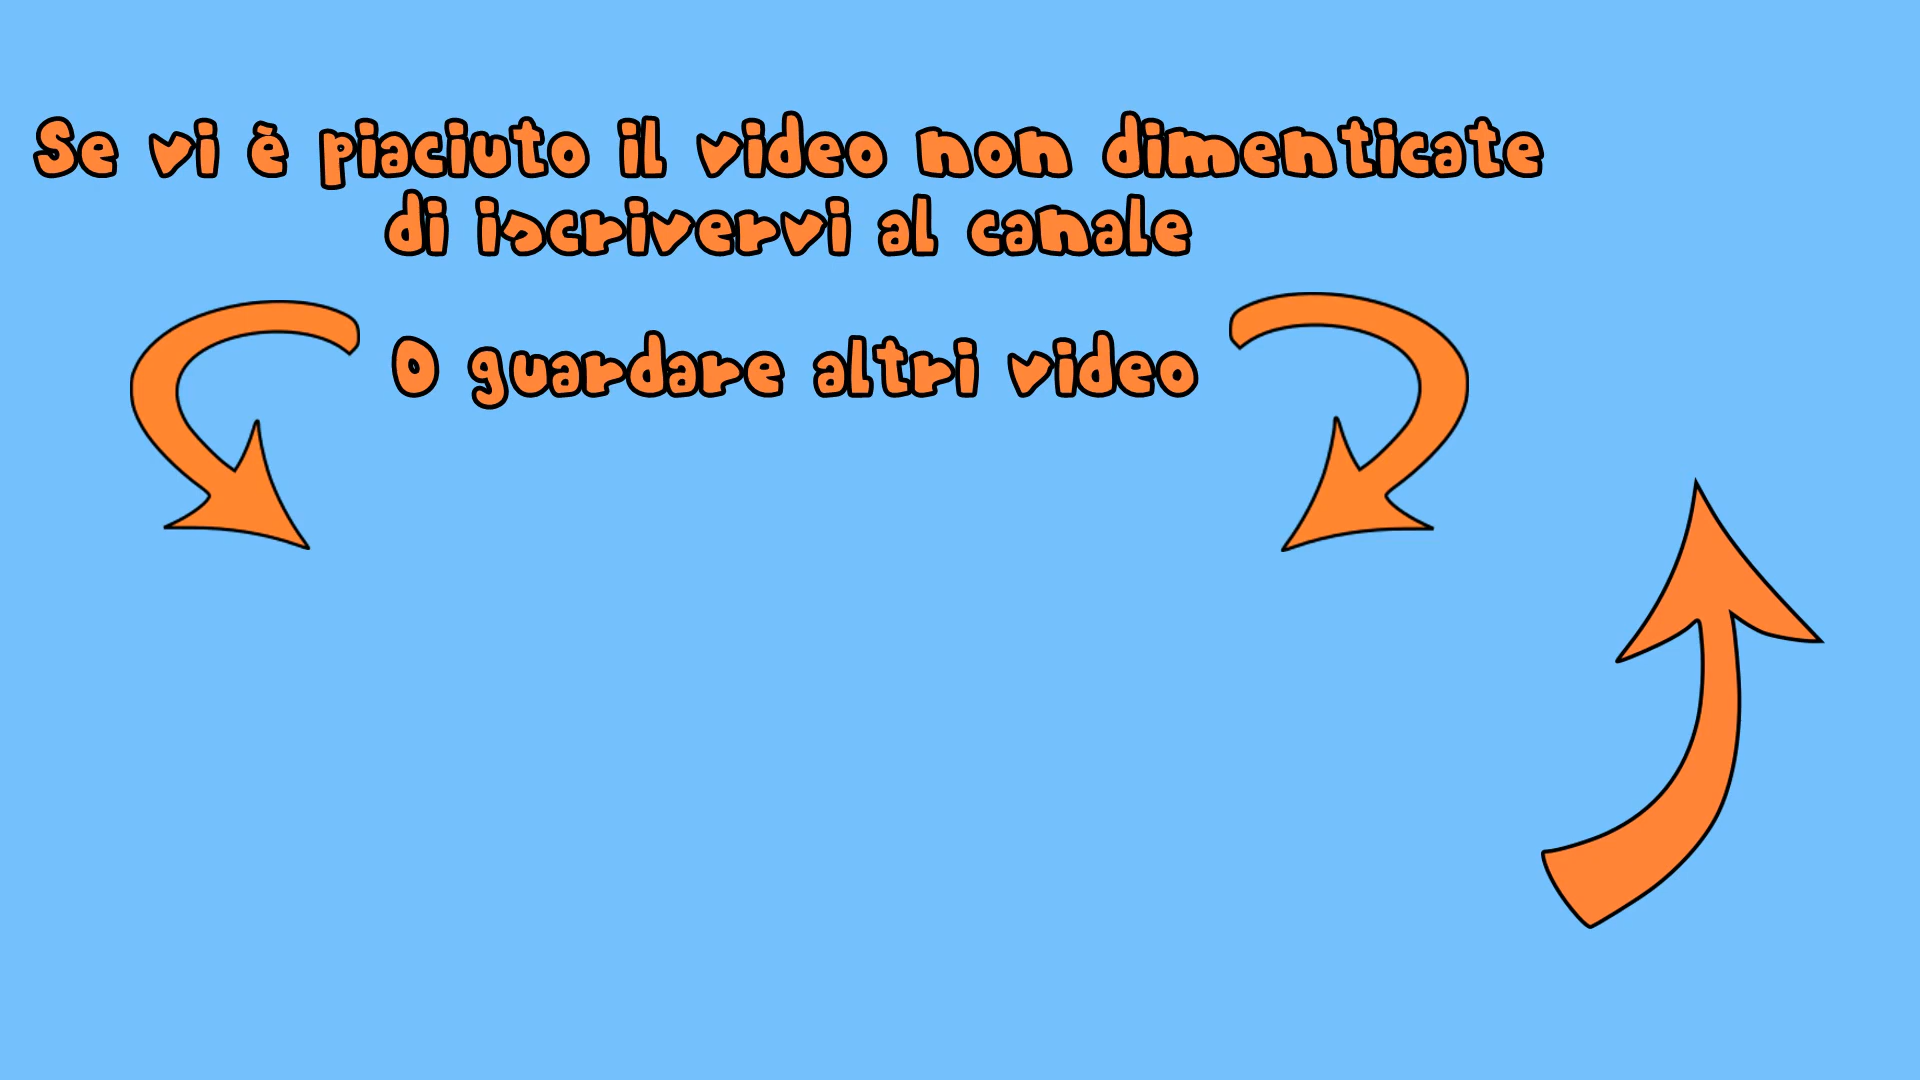 Se vi è piaciuto il video non dimenticate
di iscrivervi al canale
O guardare altri video